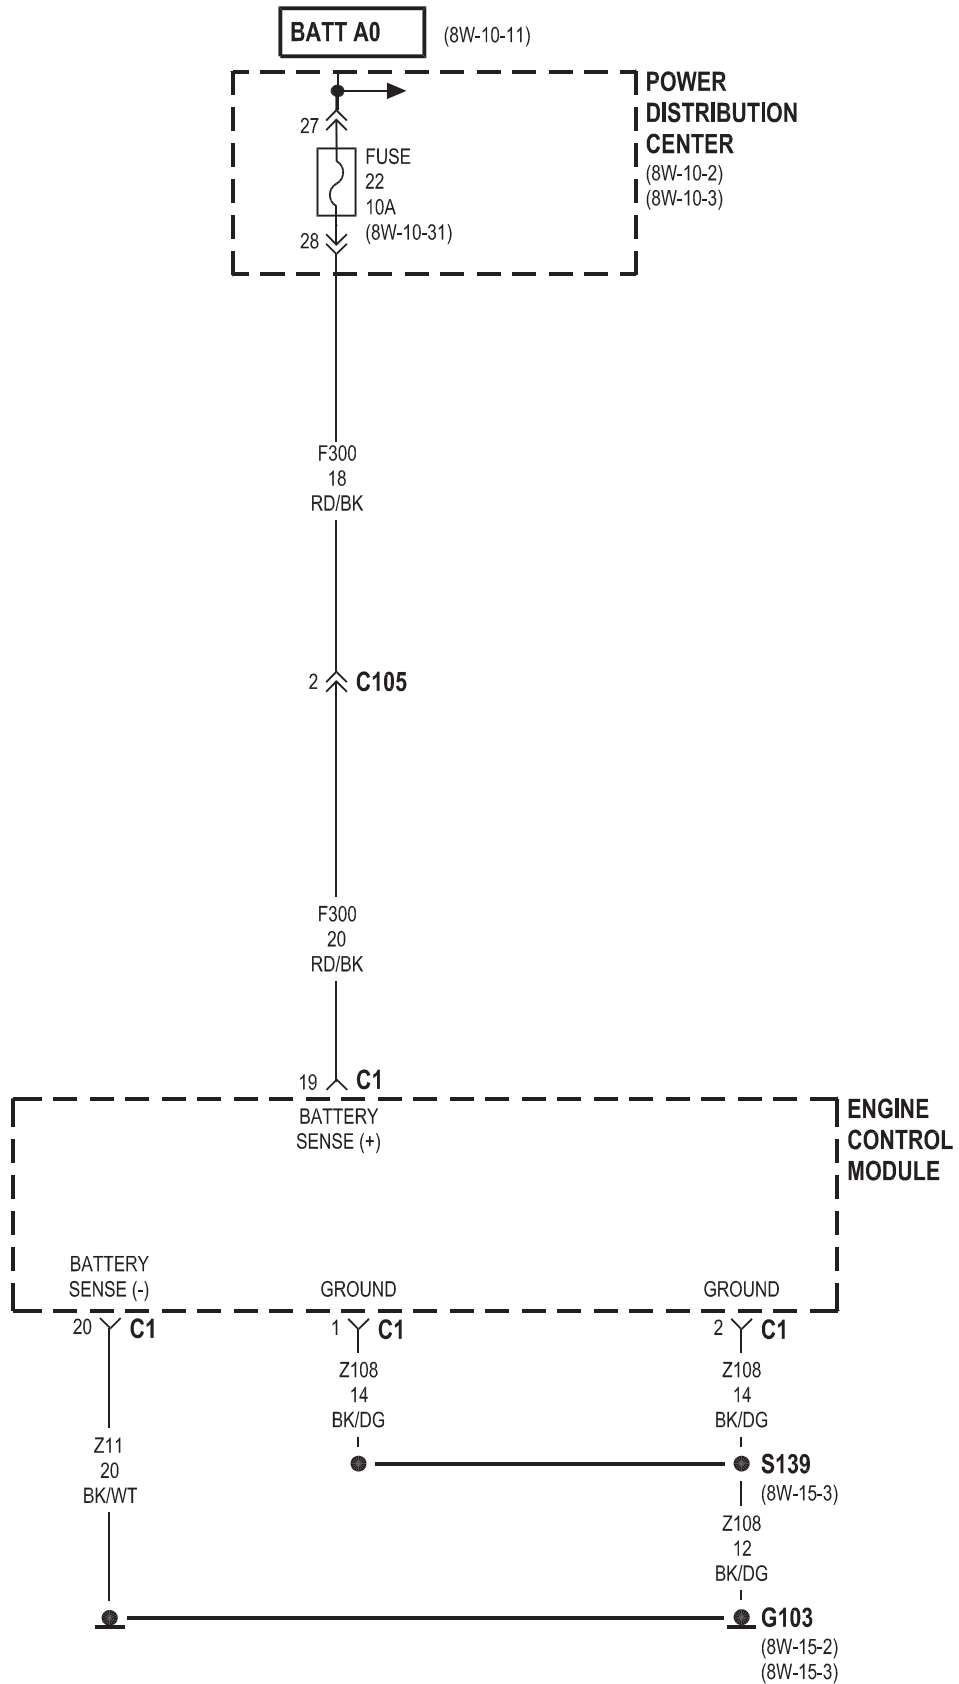 BATT A0 (8W-10-11)
POWER
DISTRIBUTION
CENTER
(8W-10-2)
(8W-10-3)
27
FUSE
22
10A
(8W-10-31)
28
F300
18
RD/BK
2 C105
F300
20
RD/BK
19 C1
BATTERY
SENSE (+)
ENGINE
CONTROL
MODULE
BATTERY
SENSE (-)
GROUND
GROUND
20 C1
1 C1
2 C1
Z108
14
BK/DG
Z108
14
BK/DG
Z11
20
BK/WT
S139
(8W-15-3)
Z108
12
BK/DG
G103
(8W-15-2)
(8W-15-3)